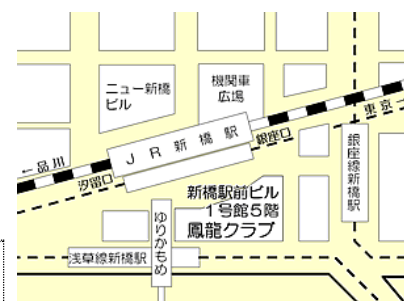 ニュー新橋
ビル
機関車
広場
東京→
JR新橋駅
銀座口
←品川
汐留口
銀座線新橋駅
新橋駅前ビル
1号館5階
鳳龍クラブ
ゆりかもめ
浅草線新橋駅